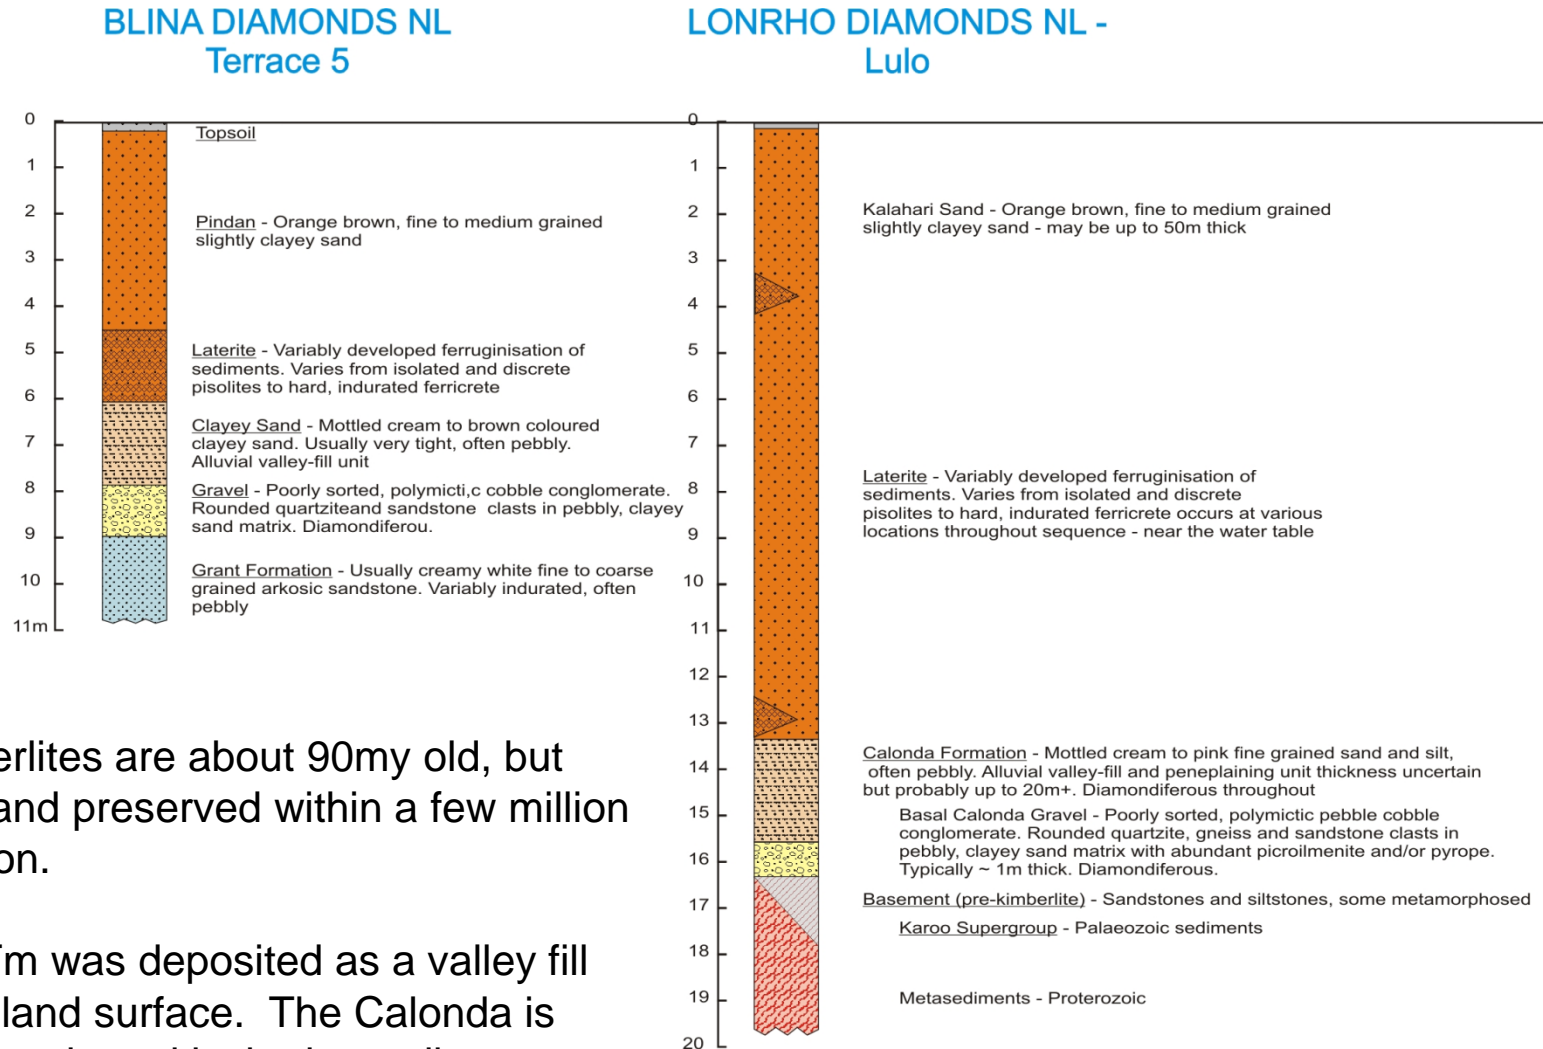 BLINA DIAMONDS NL
Terrace 5
0
1
2
3
4
5
6
7
8
9
10
11m
Topsoil
Pindan - Orange brown, fine to medium grained
slightly clayey sand
Laterite - Variably developed ferruginisation of
sediments. Varies from isolated and discrete
pisolites to hard, indurated ferricrete
Clayey Sand - Mottled cream to brown coloured
clayey sand. Usually very tight, often pebbly.
Alluvial valley-fill unit
Gravel - Poorly sorted, polymicti,c cobble conglomerate.
Rounded quartziteand sandstone clasts in pebbly, clayey
sand matrix. Diamondiferou.
Grant Formation - Usually creamy white fine to coarse
grained arkosic sandstone. Variably indurated, often
pebbly
LONRHO DIAMONDS NL -
Lulo
0
1
2
3
4
5
6
7
8
9
10
11
12
13
14
15
16
17
18
19
20
Kalahari Sand - Orange brown, fine to medium grained
slightly clayey sand - may be up to 50m thick
Laterite - Variably developed ferruginisation of
sediments. Varies from isolated and discrete
pisolites to hard, indurated ferricrete occurs at various
locations throughout sequence - near the water table
Calonda Formation - Mottled cream to pink fine grained sand and silt,
often pebbly. Alluvial valley-fill and peneplaining unit thickness uncertain
but probably up to 20m+. Diamondiferous throughout
Basal Calonda Gravel - Poorly sorted, polymictic pebble cobble
conglomerate. Rounded quartzite, gneiss and sandstone clasts in
pebbly, clayey sand matrix with abundant picroilmenite and/or pyrope.
Typically ~ 1m thick. Diamondiferous.
Basement (pre-kimberlite) - Sandstones and siltstones, some metamorphosed
Karoo Supergroup - Palaeozoic sediments
Metasediments - Proterozoic
erlites are about 90my old, but
and preserved within a few million
on.
m was deposited as a valley fill
land surface. The Calonda is